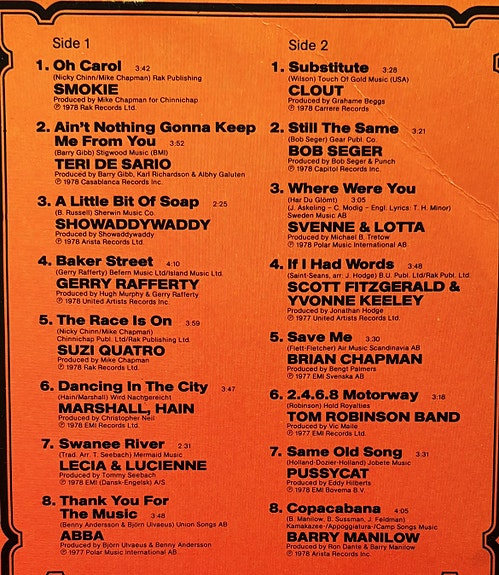 Side 1
1. Oh Carol 3:42
(Nicky Chinn/Mike Chapman) Rak Publishing
SMOKIE
Produced by Mike Chapman for Chinnichap
Ⓟ 1978 Rak Records Ltd.
2. Ain't Nothing Gonna Keep
Me From You 3:52
(Barry Gibb) Stigwood Music (BMI)
TERI DE SARIO
Produced by Barry Gibb, Karl Richardson & Albhy Galuten
Ⓟ 1978 Casablanca Records Inc.
3. A Little Bit Of Soap 2:25
(B. Russell) Sherwin Music Co.
SHOWADDYWADDY
Produced by Showaddywaddy
Ⓟ 1978 Arista Records Ltd.
4. Baker Street 4:10
(Gerry Rafferty) Belfern Music Ltd/Island Music Ltd.
GERRY RAFFERTY
Produced by Hugh Murphy & Gerry Rafferty
Ⓟ 1978 United Artists Records Inc.
5. The Race Is On 3:59
(Nicky Chinn/Mike Chapman)
Chinnichap Publ. Ltd/Rak Publishing Ltd.
SUZI QUATRO
Produced by Mike Chapman
Ⓟ 1978 Rak Records Ltd.
6. Dancing In The City 3:47
(Hain/Marshall) Wird Nachgereicht
MARSHALL, HAIN
Produced by Christopher Neil
Ⓟ 1978 EMI Records Ltd.
7. Swanee River 2:31
(Trad. Arr. T. Seebach) Mermaid Music
LECIA & LUCIENNE
Produced by Tommy Seebach
Ⓟ 1978 EMI (Dansk-Engelsk) A/S
8. Thank You For
The Music 3:48
(Benny Andersson & Björn Ulvaeus) Union Songs AB
ABBA
Produced by Björn Ulvaeus & Benny Andersson
Ⓟ 1977 Polar Music International AB
Side 2
1. Substitute 3:28
(Wilson) Touch Of Gold Music (USA)
CLOUT
Produced by Grahame Beggs
Ⓟ 1978 Carrere Records
2. Still The Same 3:21
(Bob Seger) Gear Publ. Co.
BOB SEGER
Produced by Bob Seger & Punch
Ⓟ 1978 Capitol Records Inc.
3. Where Were You
(Har Du Glömt) 3:05
(J. Askeling – C. Modig – Engl. Lyrics: T. H. Minor)
Sweden Music AB
SVENNE & LOTTA
Produced by Michael B. Tretow
Ⓟ 1978 Polar Music International AB
4. If I Had Words 3:48
(Saint-Seans, arr: J. Hodge) B.U. Publ. Ltd/Rak Publ. Ltd.
SCOTT FITZGERALD &
YVONNE KEELEY
Produced by Jonathan Hodge
Ⓟ 1977 United Artists Records Ltd.
5. Save Me 3:30
(Flett-Fletcher) Air Music Scandinavia AB
BRIAN CHAPMAN
Produced by Bengt Palmers
Ⓟ 1977 EMI Svenska AB
6. 2.4.6.8 Motorway 3:18
(Robinson) Hold Royalties
TOM ROBINSON BAND
Produced by Vic Maile
Ⓟ 1977 EMI Records Ltd.
7. Same Old Song 3:31
(Holland-Dozier-Holland) Jobete Music
PUSSYCAT
Produced by Eddy Hilberts
Ⓟ 1978 EMI Bovema B.V.
8. Copacabana 4:05
(B. Manilow, B. Sussman, J. Feldman)
Kamakazee-/Appoggiatura-/Camp Songs Music
BARRY MANILOW
Produced by Ron Dante & Barry Manilow
Ⓟ 1978 Arista Records Inc.